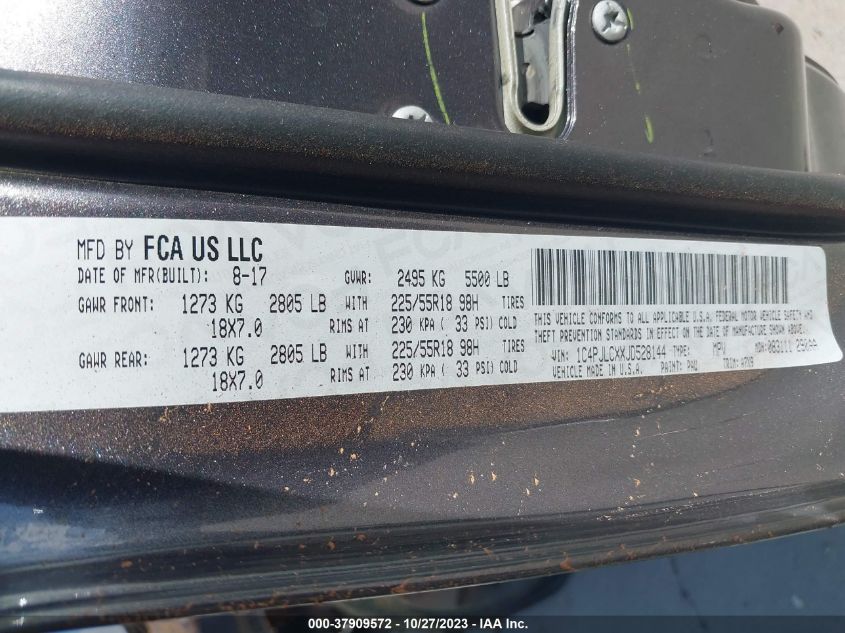 MFD BY FCA US LLC
DATE OF MFR(BUILT): 8-17 GVWR: 2495 KG 5500 LB
GAWR FRONT: 1273 KG 2805 LB WITH 225/55R18 98H TIRES
18X7.0 RIMS AT 230 KPA ( 33 PSI) COLD
GAWR REAR: 1273 KG 2805 LB WITH 225/55R18 98H TIRES
18X7.0 RIMS AT 230 KPA ( 33 PSI) COLD
THIS VEHICLE CONFORMS TO ALL APPLICABLE U.S.A. FEDERAL MOTOR VEHICLE SAFETY AND
THEFT PREVENTION STANDARDS IN EFFECT ON THE DATE OF MANUFACTURE SHOWN ABOVE.
VIN: 1C4PJLCXXJD528144 TYPE: MPV MDH:
VEHICLE MADE IN U.S.A. PAINT: TRIM: A7X9
000-37909572 - 10/27/2023 - IAA Inc.